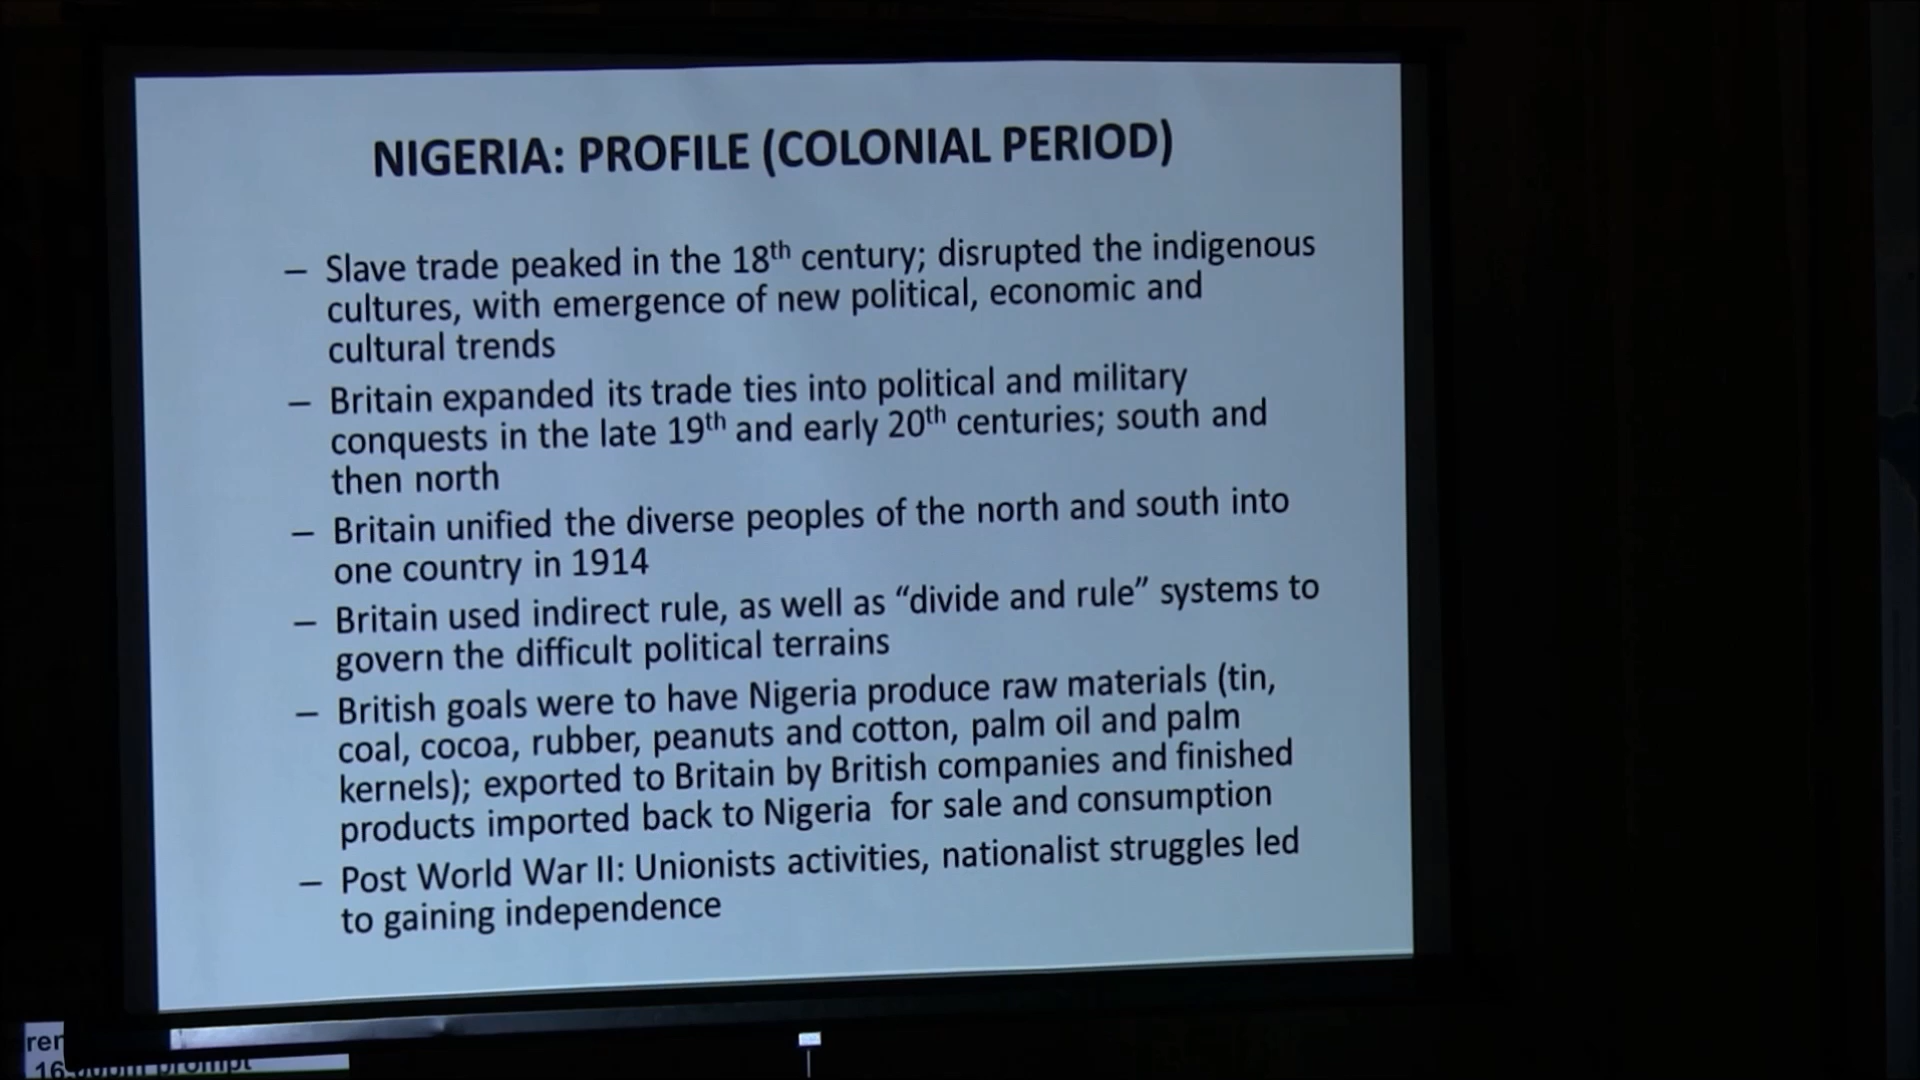 NIGERIA: PROFILE (COLONIAL PERIOD)
– Slave trade peaked in the 18th century; disrupted the indigenous
cultures, with emergence of new political, economic and
cultural trends
– Britain expanded its trade ties into political and military
conquests in the late 19th and early 20th centuries; south and
then north
– Britain unified the diverse peoples of the north and south into
one country in 1914
– Britain used indirect rule, as well as “divide and rule” systems to
govern the difficult political terrains
– British goals were to have Nigeria produce raw materials (tin,
coal, cocoa, rubber, peanuts and cotton, palm oil and palm
kernels); exported to Britain by British companies and finished
products imported back to Nigeria for sale and consumption
– Post World War II: Unionists activities, nationalist struggles led
to gaining independence
prompt